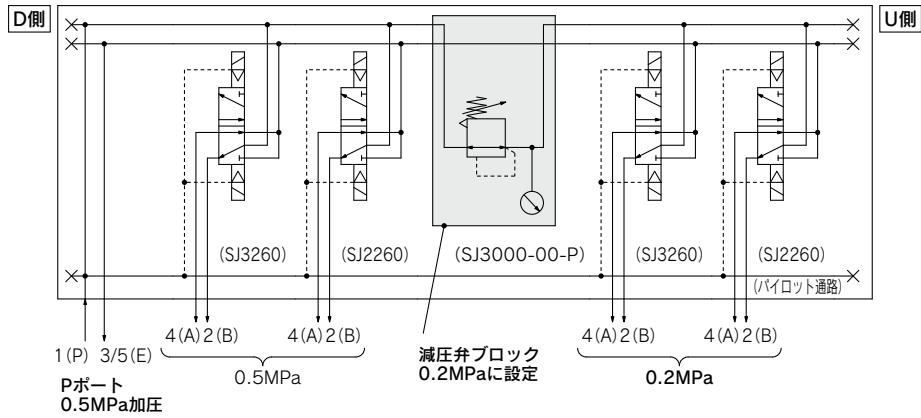 D側
U側
(SJ3260)
(SJ2260)
(SJ3000-00-P)
(SJ3260)
(SJ2260)
(パイロット通路)
1(P) 3/5(E)
4(A)2(B)
4(A)2(B)
4(A)2(B)
4(A)2(B)
Pポート
0.5MPa加圧
0.5MPa
減圧弁ブロック
0.2MPaに設定
0.2MPa